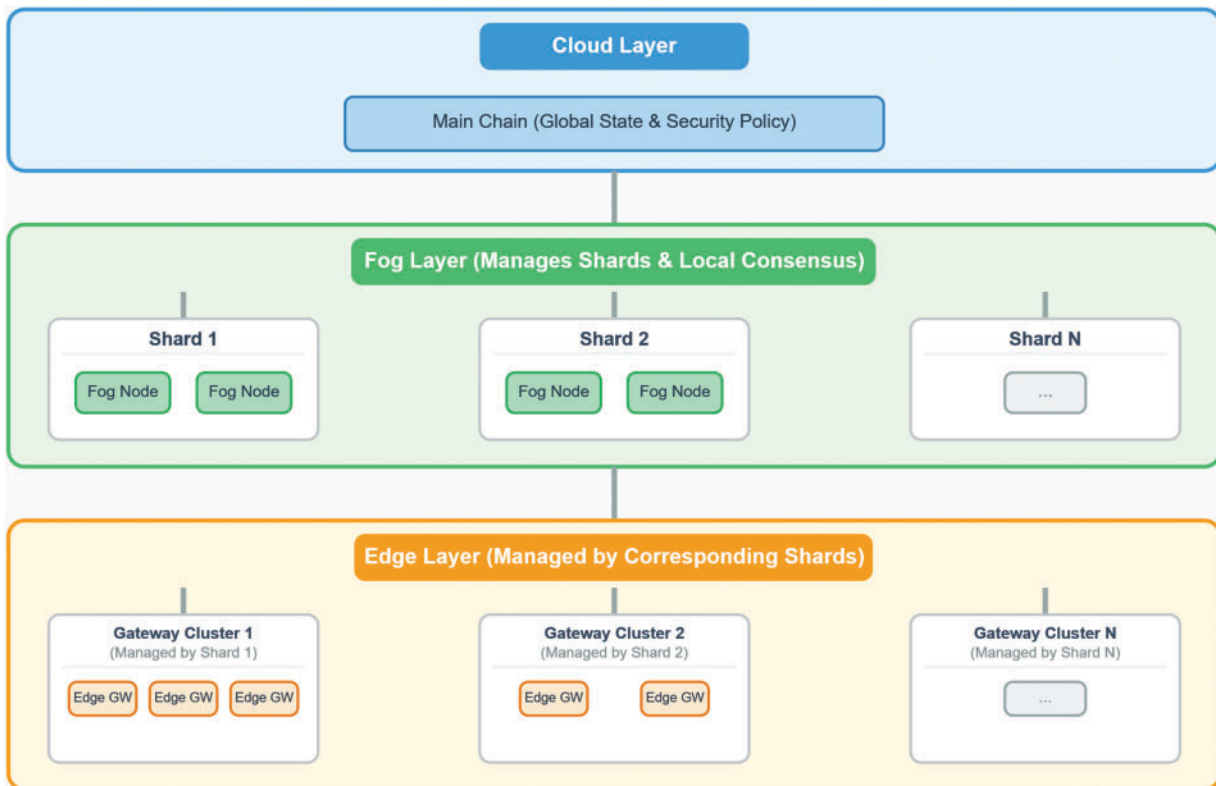 Cloud Layer
Main Chain (Global State & Security Policy)
Fog Layer (Manages Shards & Local Consensus)
Shard 1
Fog Node
Fog Node
Shard 2
Fog Node
Fog Node
Shard N
...
Edge Layer (Managed by Corresponding Shards)
Gateway Cluster 1
(Managed by Shard 1)
Edge GW
Edge GW
Edge GW
Gateway Cluster 2
(Managed by Shard 2)
Edge GW
Edge GW
Gateway Cluster N
(Managed by Shard N)
...